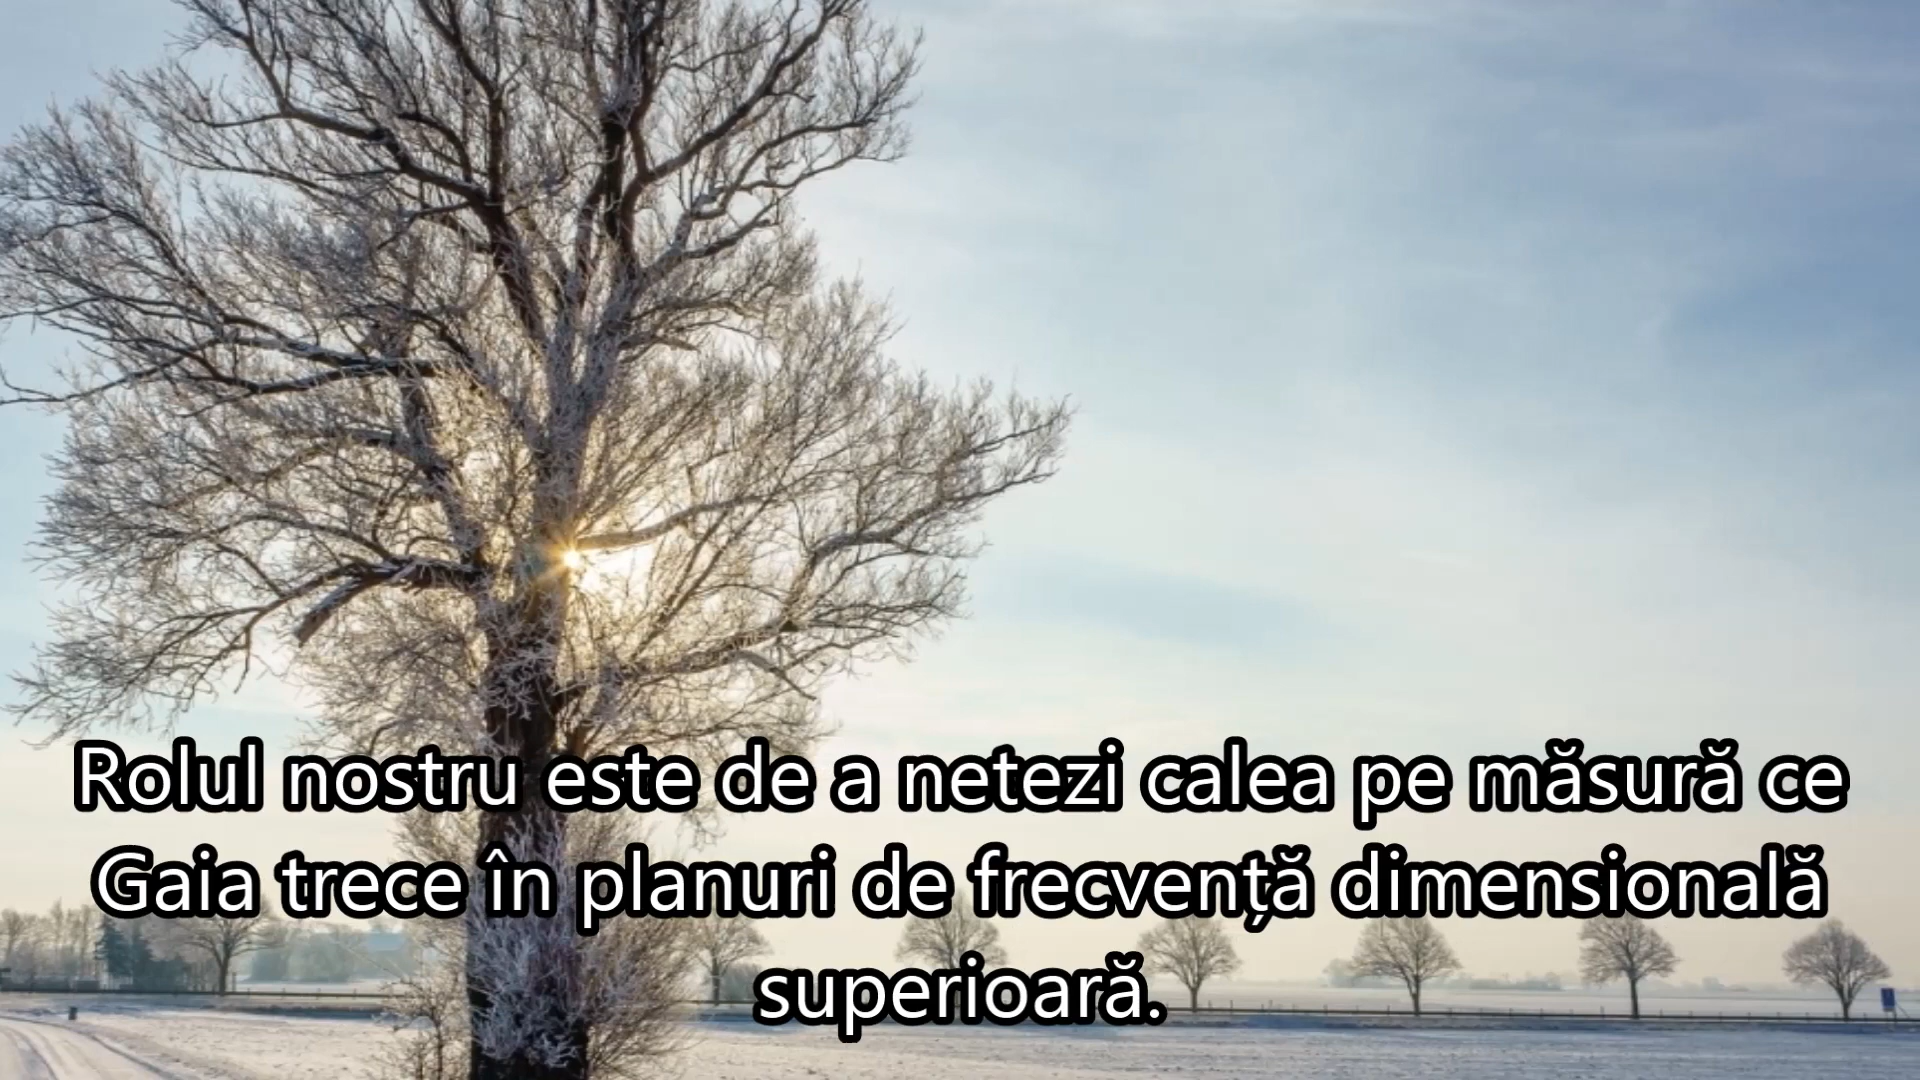 Rolul nostru este de a netezi calea pe măsură ce
Gaia trece în planuri de frecvență dimensională
superioară.